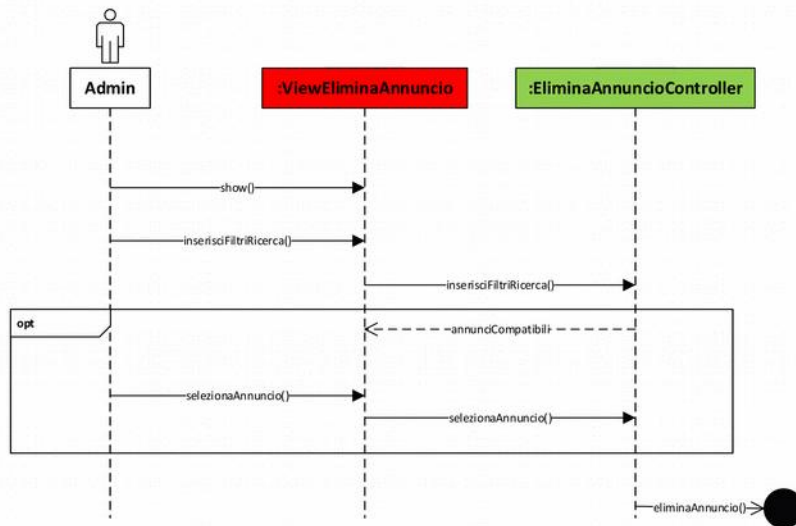 Admin
:ViewEliminaAnnuncio
:EliminaAnnuncioController
show()
inserisciFiltriRicerca()
inserisciFiltriRicerca()
opt
annunciCompatibili
selezionaAnnuncio()
selezionaAnnuncio()
eliminaAnnuncio()